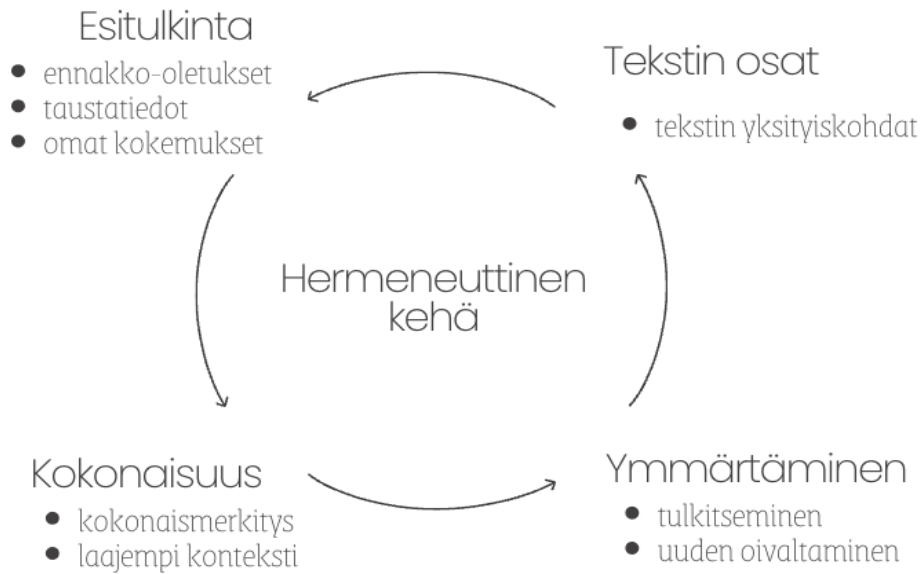 Esitulkinta
• ennakko-oletukset
• taustatiedot
• omat kokemukset
Tekstin osat
• tekstin yksityiskohdat
Hermeneuttinen
kehä
Kokonaisuus
• kokonaismerkitys
• laajempi konteksti
Ymmärtäminen
• tulkitseminen
• uuden oivaltaminen